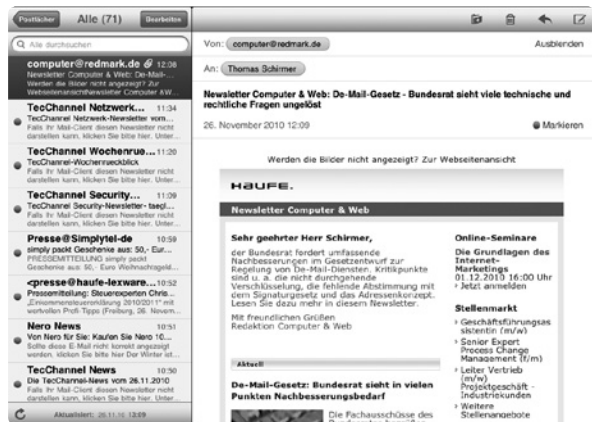 Postfächer
Alle (71)
Bearbeiten
Alle durchsuchen
computer@redmark.de 12:08
Newsletter Computer & Web: De-Mail-...
Werden die Bilder nicht angezeigt? Zur
WebseitenansichtNewsletter Computer &W...
TecChannel Netzwerk... 11:34
TecChannel Netzwerk-Newsletter vom...
Falls Ihr Mail-Client diesen Newsletter nicht
darstellen kann, klicken Sie bitte hier. Unter...
TecChannel Wochenrue... 11:20
TecChannel-Wochenrueckblick
Falls Ihr Mail-Client diesen Newsletter nicht
darstellen kann, klicken Sie bitte hier. Unter...
TecChannel Security... 11:09
TecChannel Security-Newsletter- taegl...
Falls Ihr Mail-Client diesen Newsletter nicht
darstellen kann, klicken Sie bitte hier. Unter...
Presse@Simplytel-de 10:59
simply packt Geschenke aus: 50,- Eur...
PRESSEMITTEILUNG simply packt
Geschenke aus: 50,- Euro Weihnachtsgeld...
<presse@haufe-lexware... 10:52
Pressemitteilung: Steuerexperten Chris...
„Einkommensteuererklärung 2010/2011" mit
wertvollen Profi-Tipps (Freiburg, 26. Novem...
Nero News 10:51
Von Nero für Sie: Kaufen Sie Nero 10...
Sollte diese E-Mail nicht korrekt angezeigt
werden, klicken Sie bitte hier Der Winter ist...
TecChannel News 10:50
Die TecChannel-News vom 26.11.2010
Falls Ihr Mail-Client diesen Newsletter nicht
darstellen kann, klicken Sie bitte hier. Unter...
Aktualisiert: 26.11.10 13:09
Von: computer@redmark.de Ausblenden
An: Thomas Schirmer
Newsletter Computer & Web: De-Mail-Gesetz - Bundesrat sieht viele technische und
rechtliche Fragen ungelöst
26. November 2010 12:09 Markieren
Werden die Bilder nicht angezeigt? Zur Webseitenansicht
HAUFE.
Newsletter Computer & Web
Sehr geehrter Herr Schirmer,
der Bundesrat fordert umfassende
Nachbesserungen im Gesetzentwurf zur
Regelung von De-Mail-Diensten. Kritikpunkte
sind u. a. die nicht durchgehende
Verschlüsselung, die fehlende Abstimmung mit
dem Signaturgesetz und das Adressenkonzept.
Lesen Sie dazu mehr in diesem Newsletter.
Mit freundlichen Grüßen
Redaktion Computer & Web
Aktuell
De-Mail-Gesetz: Bundesrat sieht in vielen
Punkten Nachbesserungsbedarf
Die Fachausschüsse des
Online-Seminare
Die Grundlagen des
Internet-
Marketings
01.12.2010 16:00 Uhr
› Jetzt anmelden
Stellenmarkt
› Geschäftsführungsas
sistentin (m/w)
› Senior Expert
Process Change
Management (f/m)
› Leiter Vertrieb
(m/w)
Projektgeschäft -
Industriekunden
› Weitere
Stellenangebote